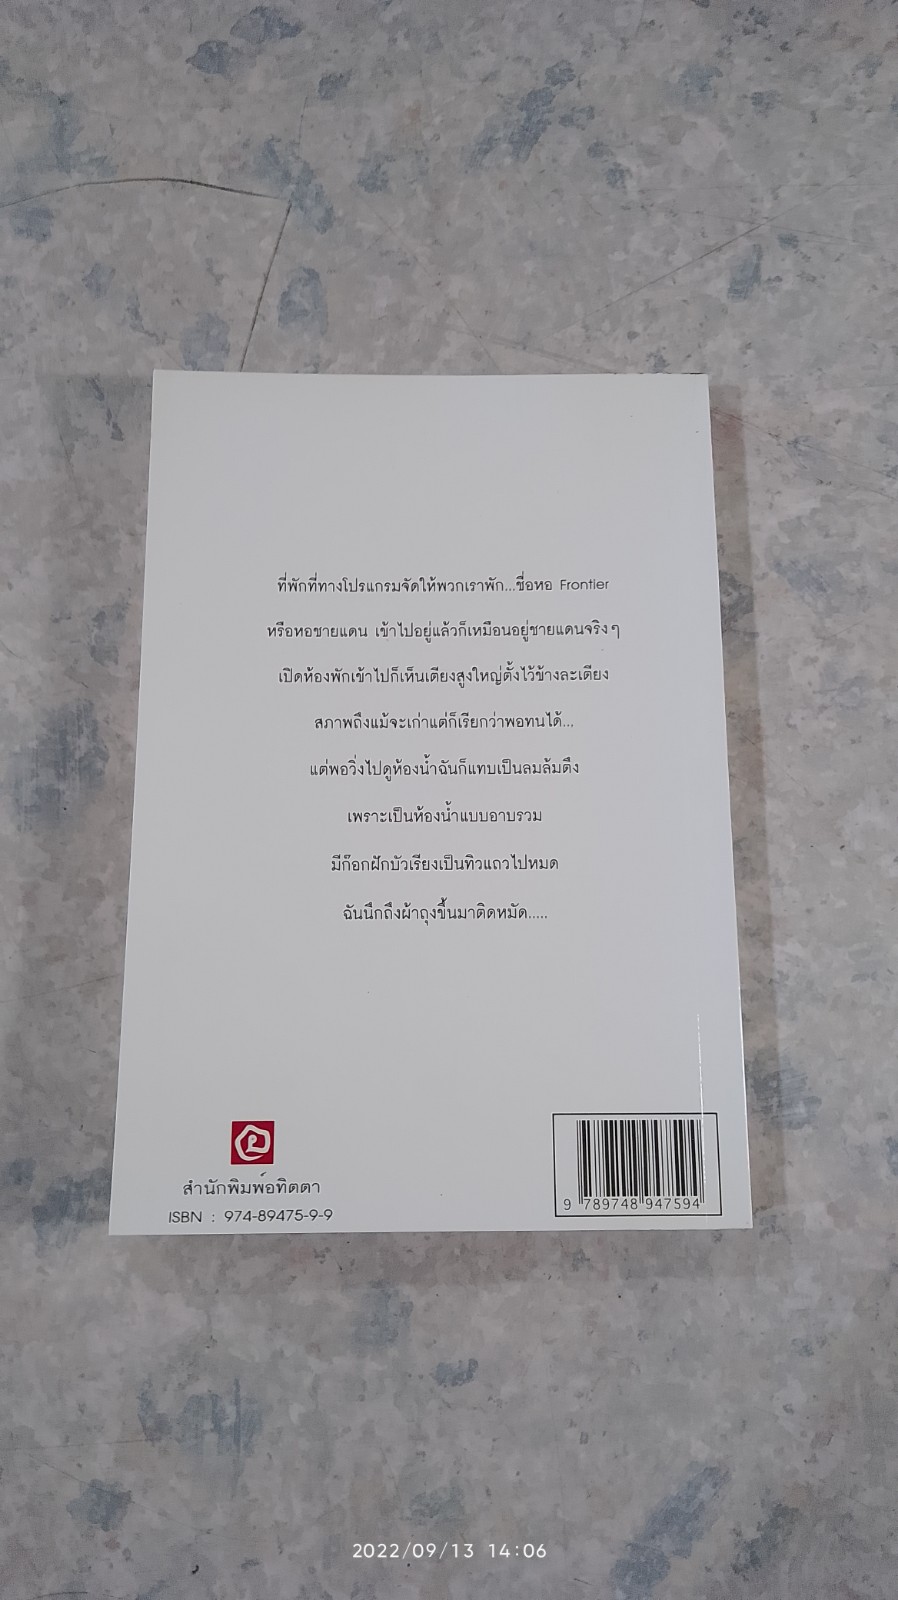 ที่พักที่ทางโปรแกรมจัดให้พวกเราพัก...ชื่อหอ Frontier
หรือหอชายแดน เข้าไปอยู่แล้วก็เหมือนอยู่ชายแดนจริงๆ
เปิดห้องพักเข้าไปก็เห็นเตียงสูงใหญ่ตั้งไว้ข้างละเตียง
สภาพถึงแม้จะเก่าแต่ก็เรียกว่าพอทนได้...
แต่พอวิ่งไปดูห้องน้ำฉันก็แทบเป็นลมล้มตึง
เพราะเป็นห้องน้ำแบบอาบรวม
มีก๊อกฝักบัวเรียงเป็นทิวแถวไปหมด
ฉันนึกถึงผ้าถุงขึ้นมาติดหมัด.....
สำนักพิมพ์อทิตตา
ISBN : 974-89475-9-9
9 789748 947594
2022/09/13 14:06